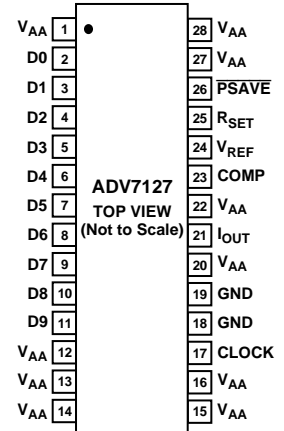 VAA 1 28 VAA
D0 2 27 VAA
D1 3 26 PSAVE
D2 4 25 RSET
D3 5 24 VREF
D4 6 23 COMP
ADV7127
D5 7 TOP VIEW 22 VAA
D6 8 (Not to Scale) 21 IOUT
D7 9 20 VAA
D8 10 19 GND
D9 11 18 GND
VAA 12 17 CLOCK
VAA 13 16 VAA
VAA 14 15 VAA